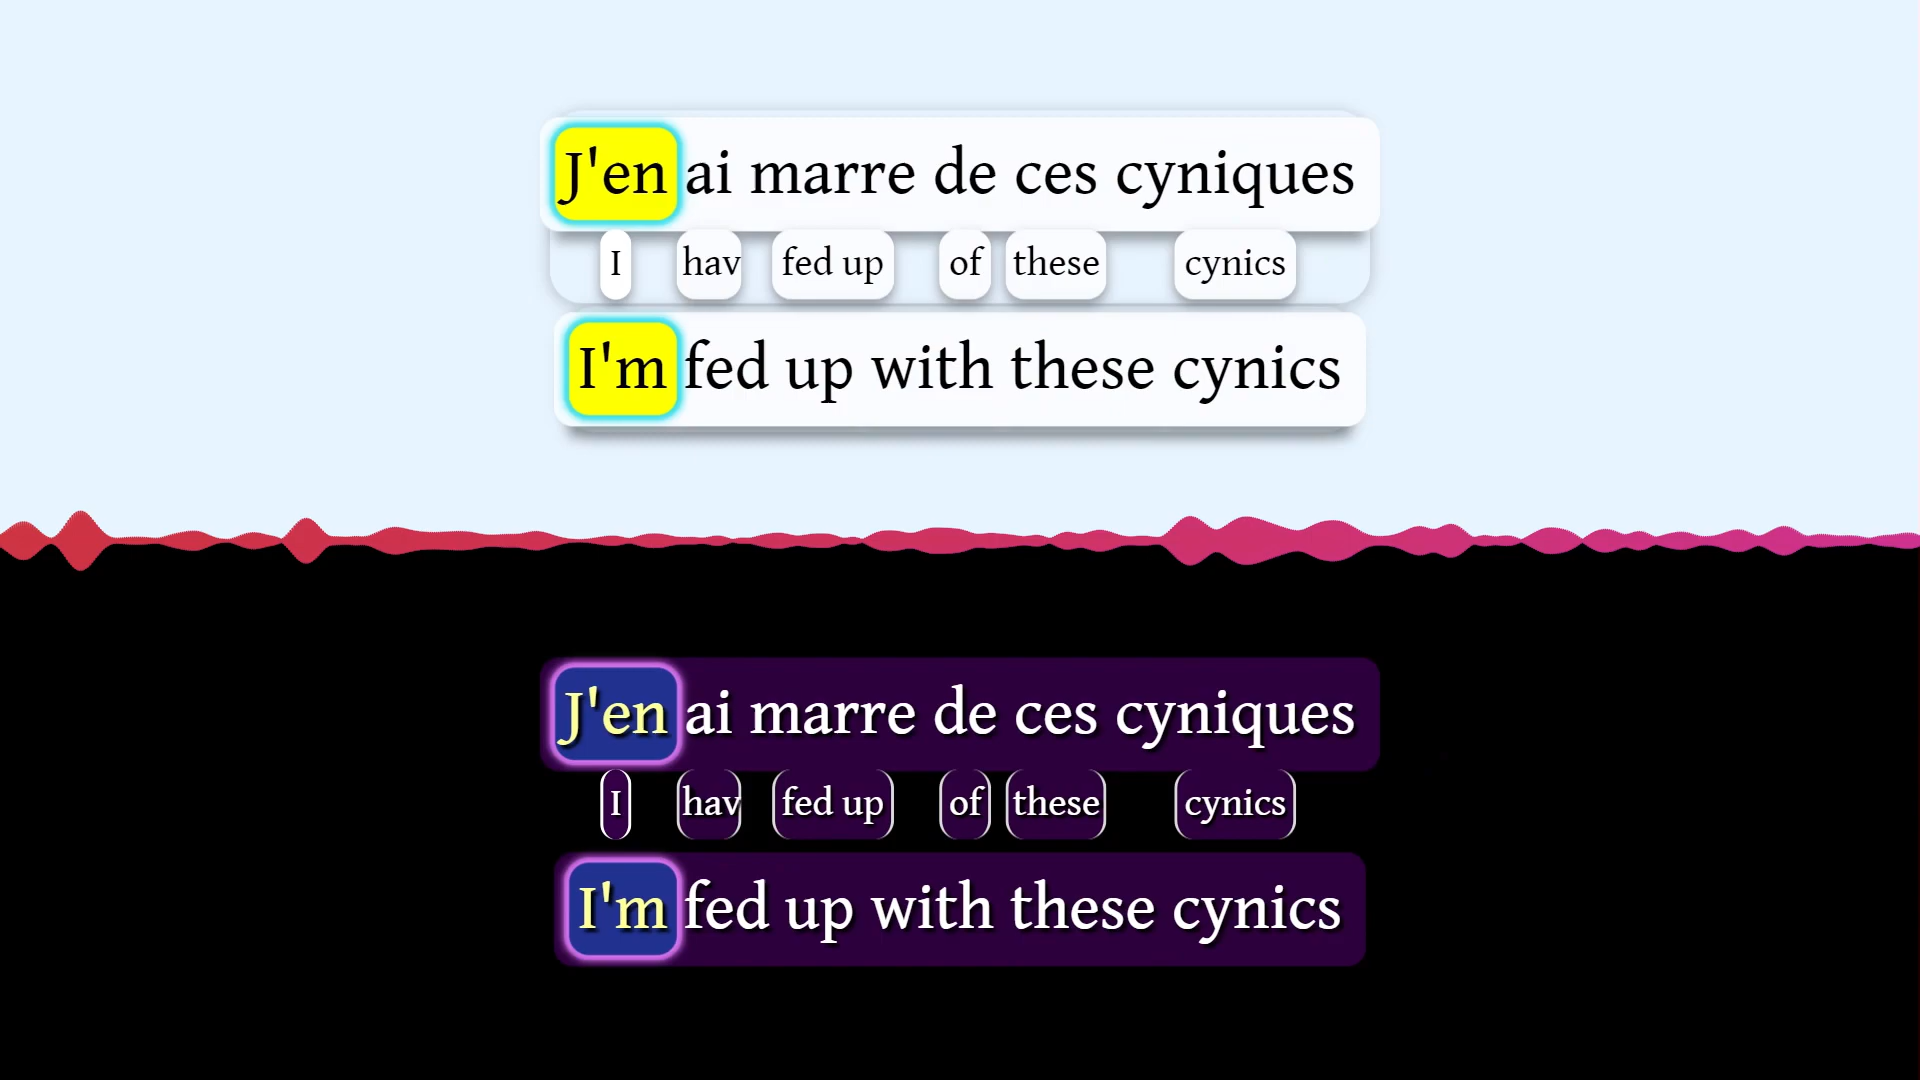 J'en ai marre de ces cyniques
I hav fed up of these cynics
I'm fed up with these cynics
J'en ai marre de ces cyniques
I hav fed up of these cynics
I'm fed up with these cynics